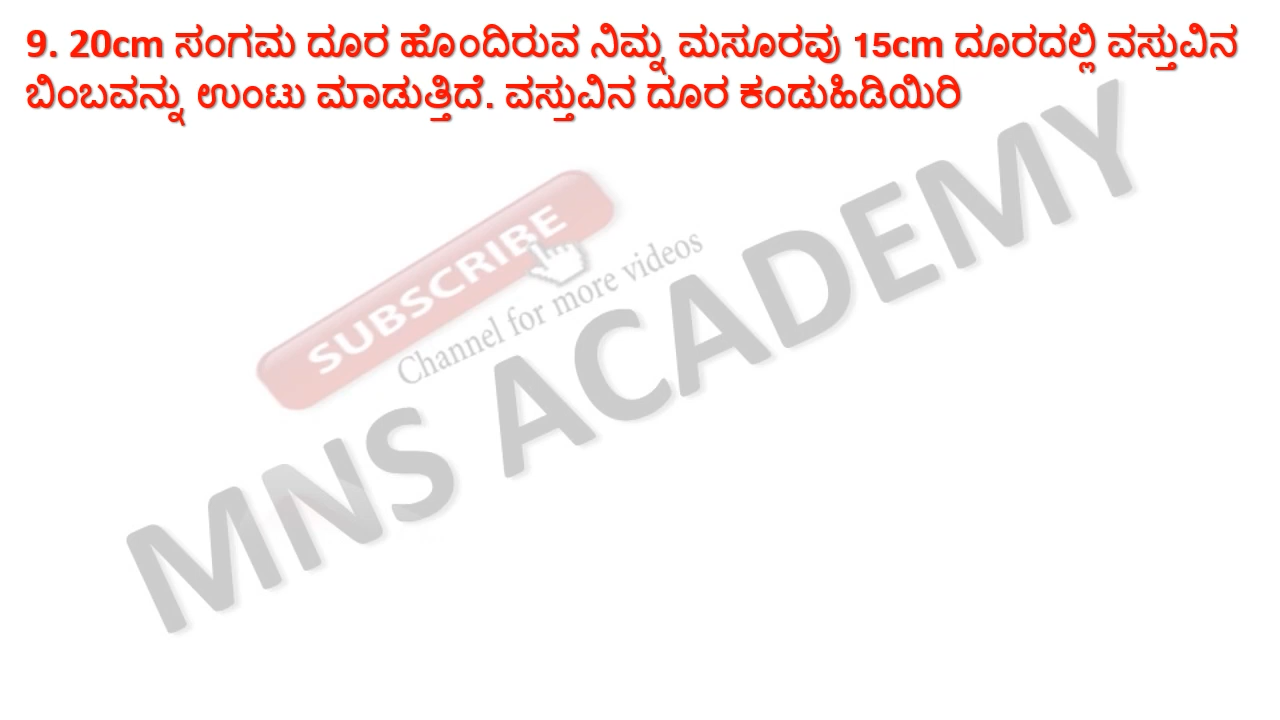 9. 20cm ಸಂಗಮ ದೂರ ಹೊಂದಿರುವ ನಿಮ್ನ ಮಸೂರವು 15cm ದೂರದಲ್ಲಿ ವಸ್ತುವಿನ
ಬಿಂಬವನ್ನು ಉಂಟು ಮಾಡುತ್ತಿದೆ. ವಸ್ತುವಿನ ದೂರ ಕಂಡುಹಿಡಿಯಿರಿ
SUBSCRIBE
Channel for more videos
MNS ACADEMY